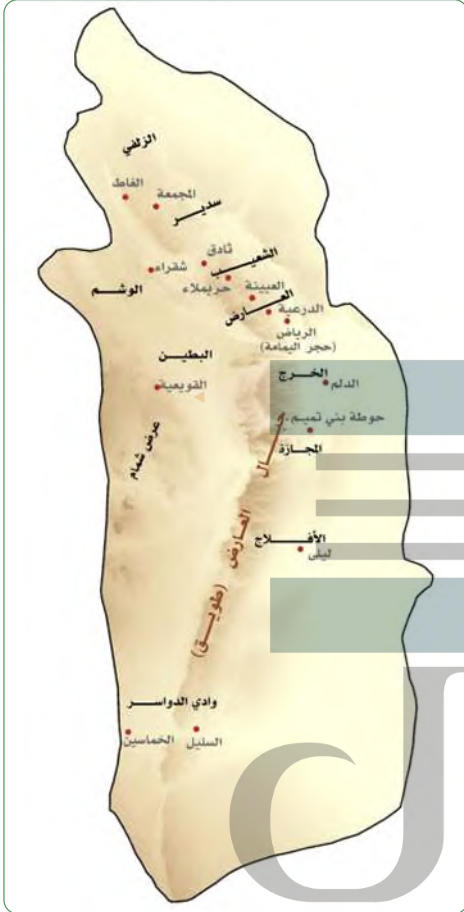 الزلفي
الغاط
المجمعة
سدير
ثادق
الشعيب
شقراء
حريملاء
الوشم
العيينة
العارض
الدرعية
الرياض
(حجر اليمامة)
البطين
الخرج
القويعية
الدلم
حوطة بني تميم
المجازة
عرض شمام
جبال العارض (طويق)
الأفلاج
ليلى
وادي الدواسر
الخماسين
السليل